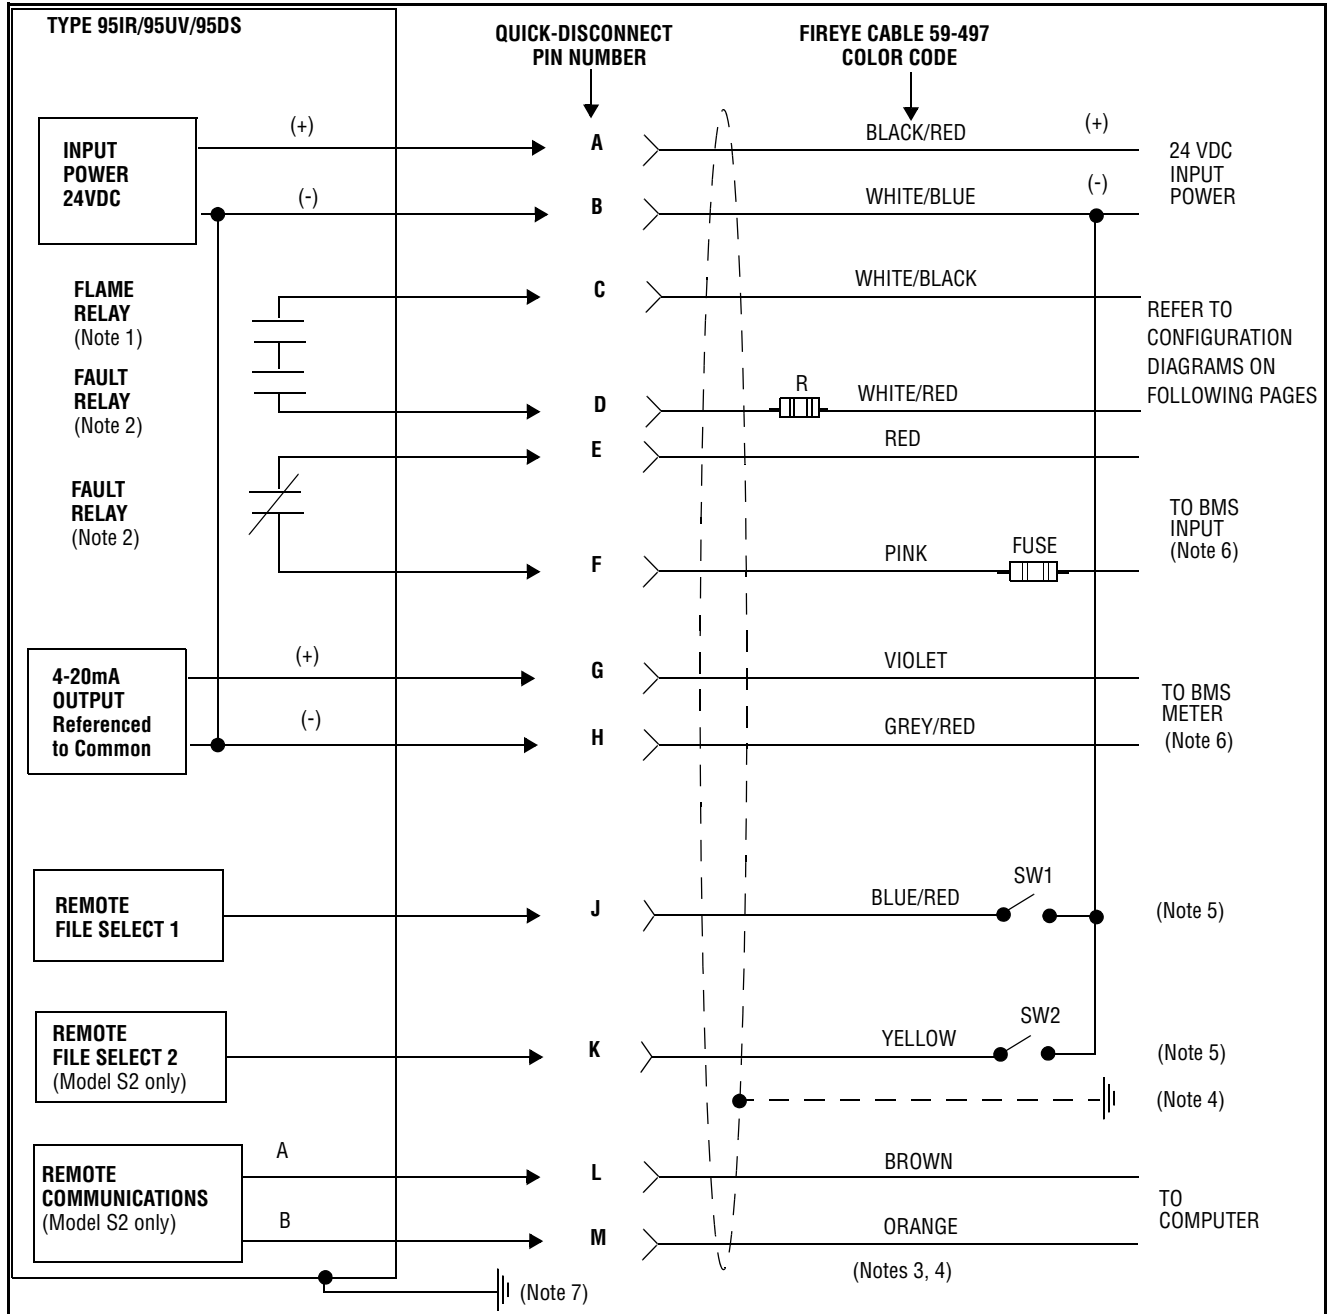 TYPE 95IR/95UV/95DS
QUICK-DISCONNECT
PIN NUMBER
FIREYE CABLE 59-497
COLOR CODE
INPUT
POWER
24VDC
(+)
A
BLACK/RED
(+)
24 VDC
INPUT
POWER
(-)
B
WHITE/BLUE
(-)
FLAME
RELAY
(Note 1)
C
WHITE/BLACK
REFER TO
CONFIGURATION
DIAGRAMS ON
FOLLOWING PAGES
FAULT
RELAY
(Note 2)
D
R
WHITE/RED
E
RED
FAULT
RELAY
(Note 2)
TO BMS
INPUT
(Note 6)
F
PINK
FUSE
4-20mA
OUTPUT
Referenced
to Common
(+)
G
VIOLET
TO BMS
METER
(Note 6)
(-)
H
GREY/RED
REMOTE
FILE SELECT 1
J
BLUE/RED
SW1
(Note 5)
REMOTE
FILE SELECT 2
(Model S2 only)
K
YELLOW
SW2
(Note 5)
(Note 4)
REMOTE
COMMUNICATIONS
(Model S2 only)
A
L
BROWN
TO
COMPUTER
B
M
ORANGE
(Notes 3, 4)
(Note 7)